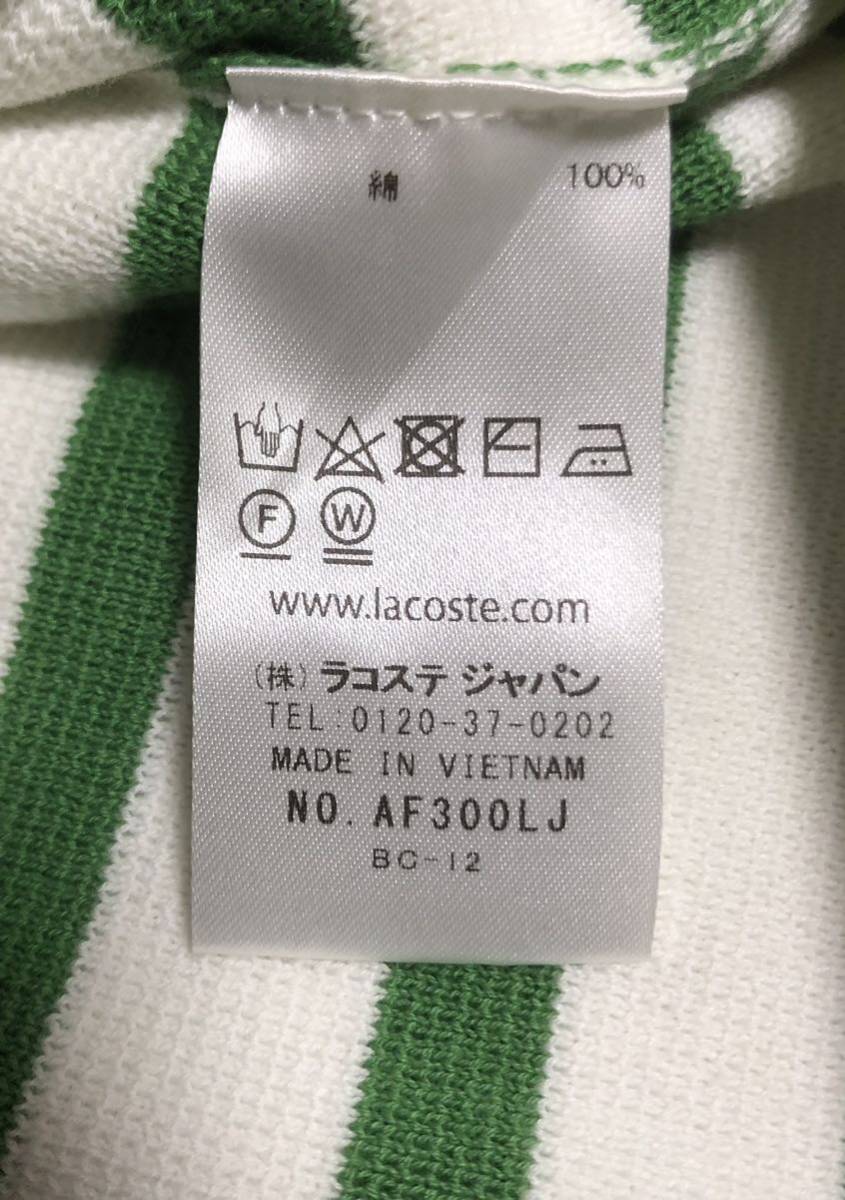 綿 100%
F W
www.lacoste.com
(株) ラコステ ジャパン
TEL:0120-37-0202
MADE IN VIETNAM
NO. AF300LJ
BC-12